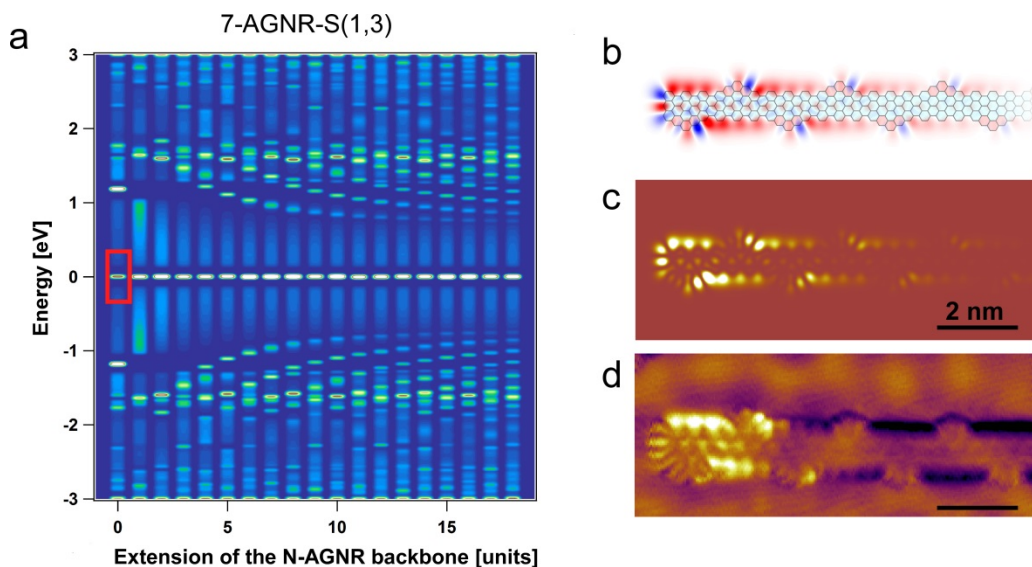 a
7-AGNR-S(1,3)
3
2
1
0
-1
-2
-3
Energy [eV]
0
5
10
15
Extension of the N-AGNR backbone [units]
b
c
2 nm
d